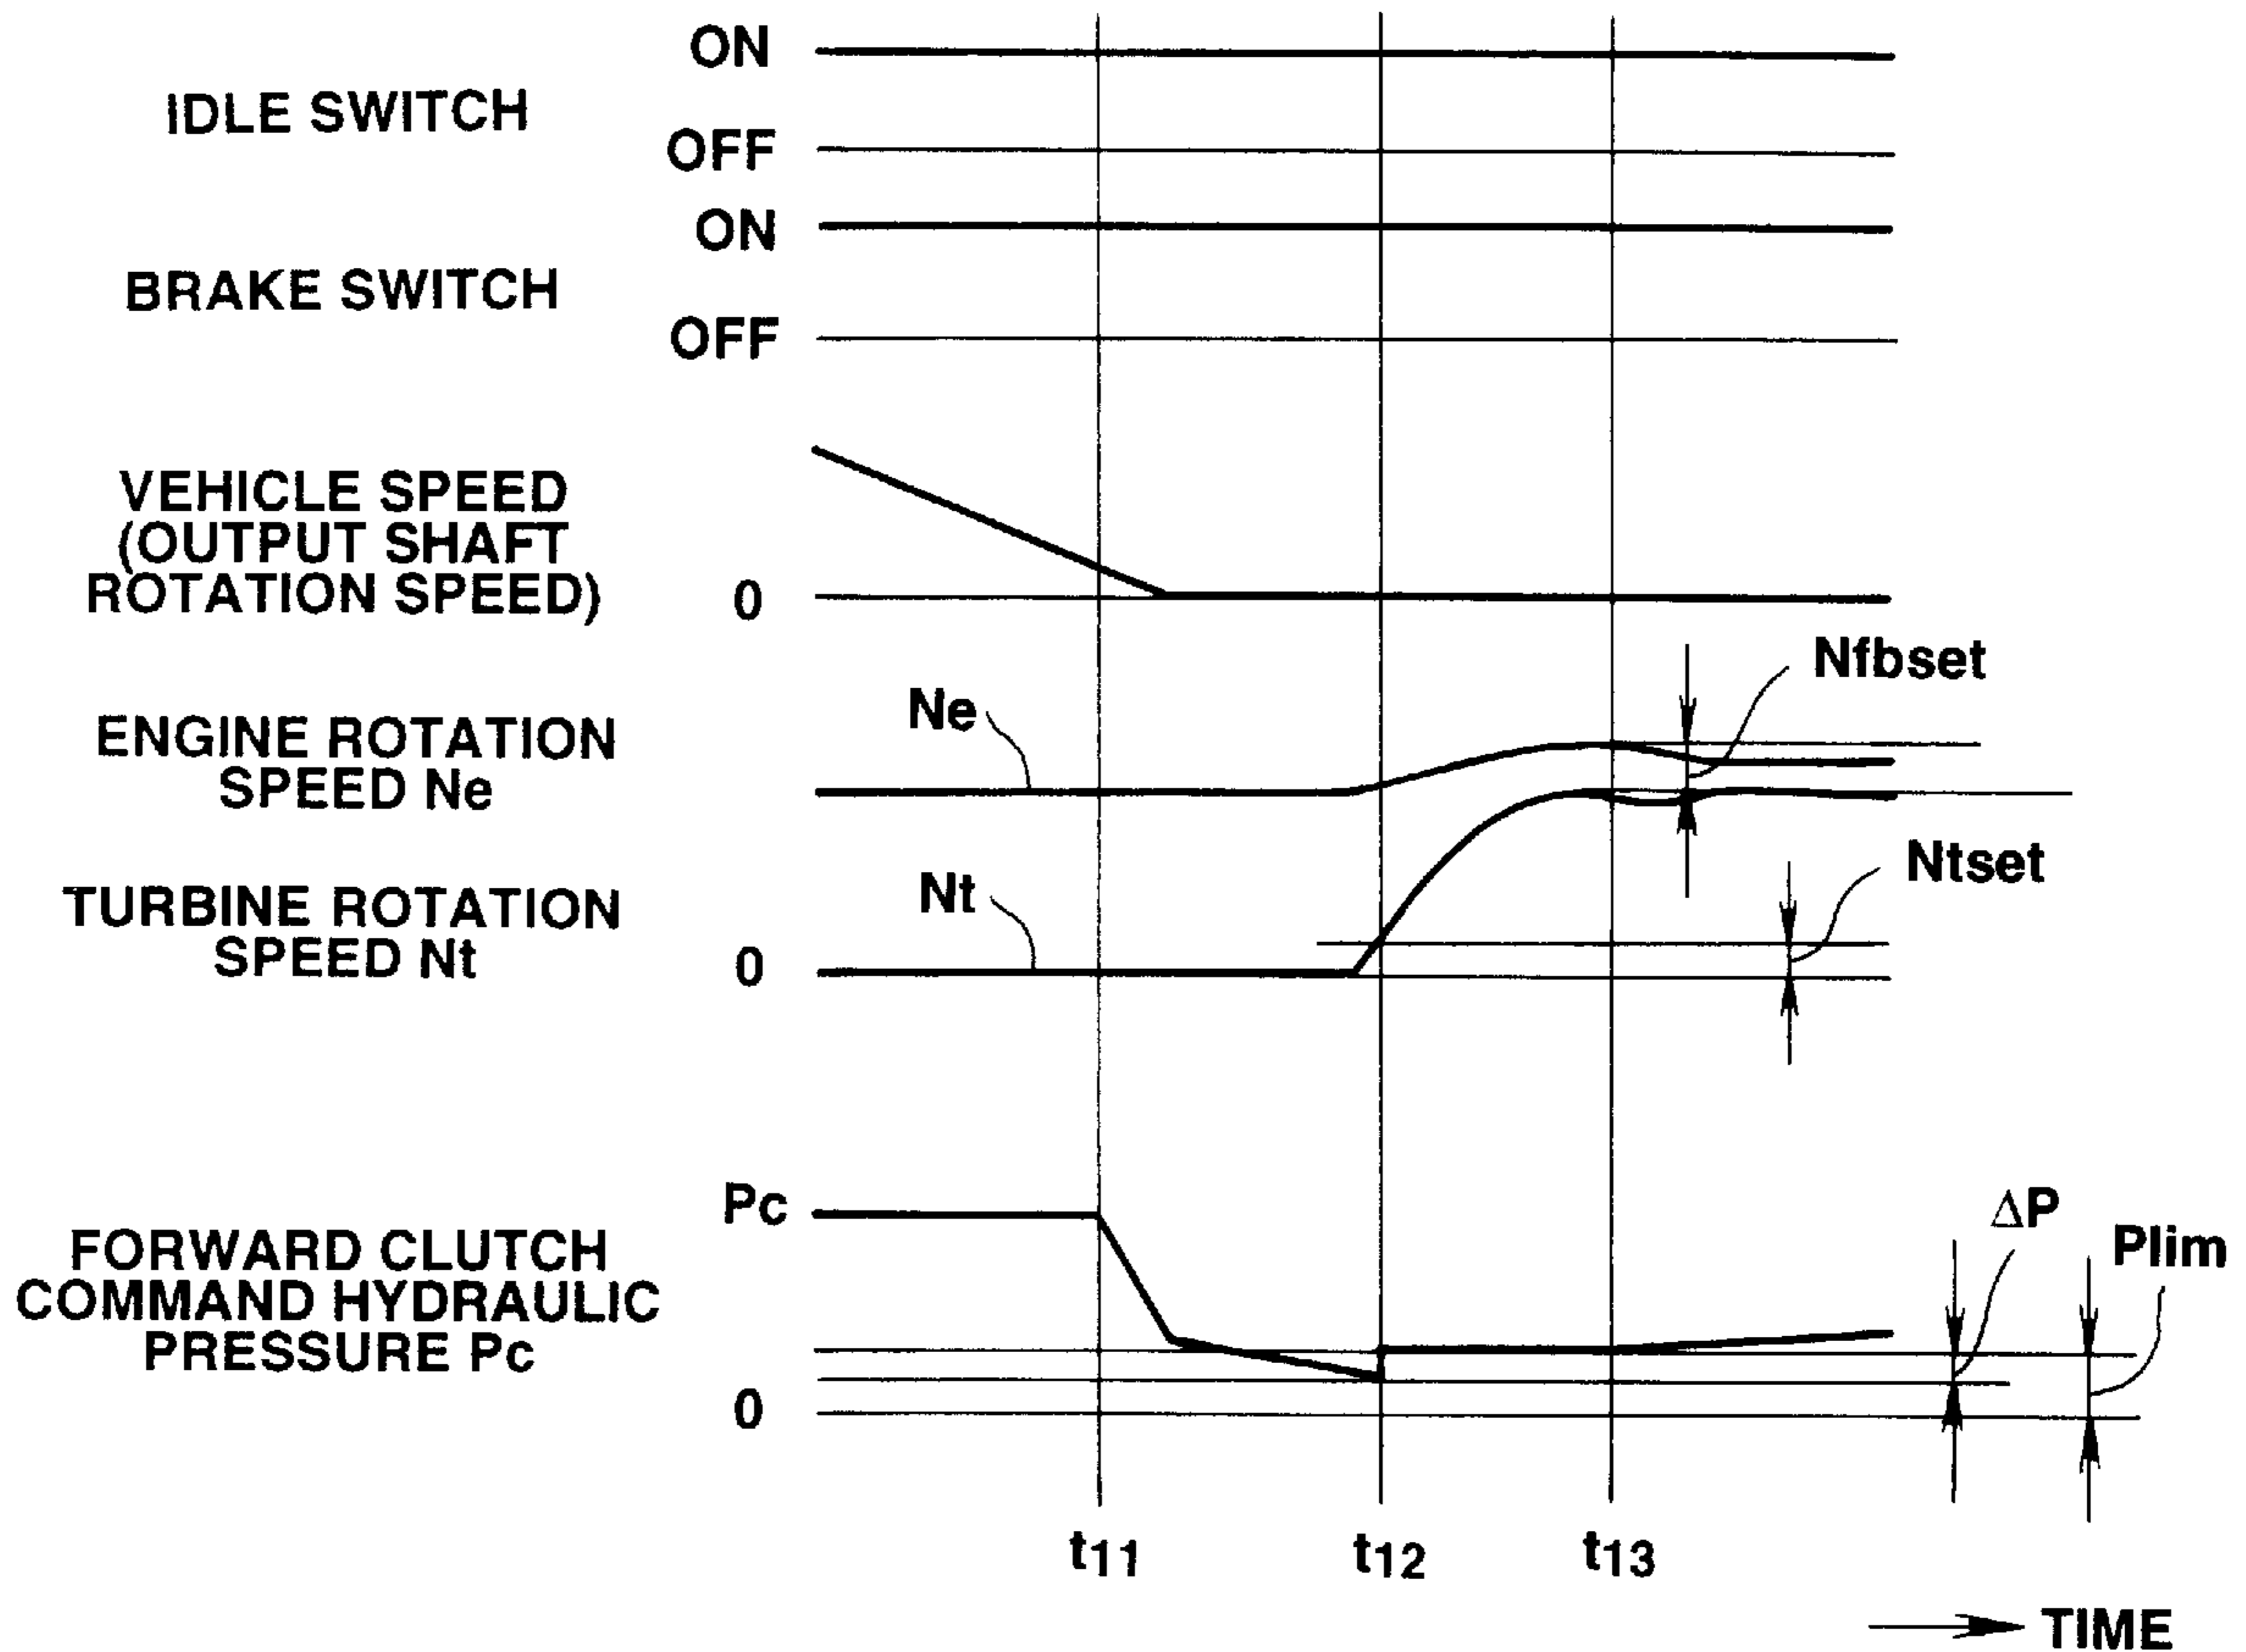 ON
IDLE SWITCH
OFF
ON
BRAKE SWITCH
OFF
VEHICLE SPEED
(OUTPUT SHAFT
ROTATION SPEED)
0
Nfbset
Ne
ENGINE ROTATION
SPEED Ne
Ntset
Nt
TURBINE ROTATION
SPEED Nt
0
Pc
ΔP
Plim
FORWARD CLUTCH
COMMAND HYDRAULIC
PRESSURE Pc
0
t11
t12
t13
TIME